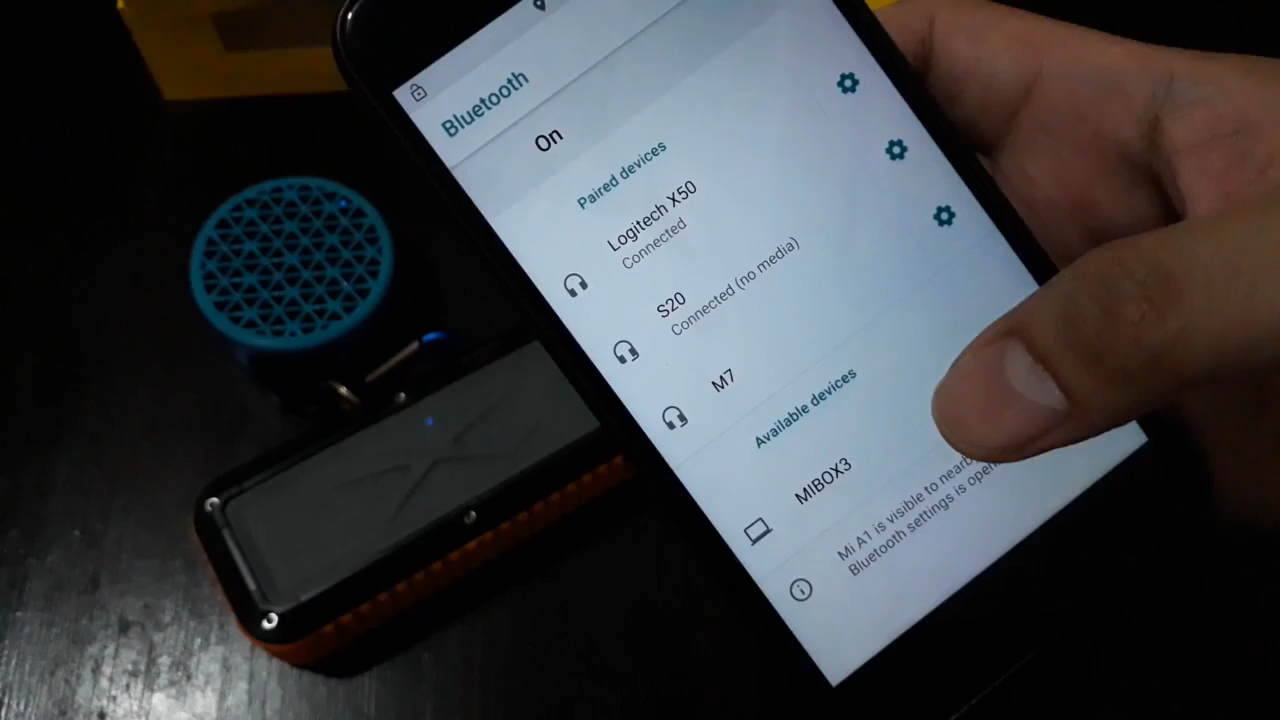 Bluetooth
On
Paired devices
Logitech X50
Connected
S20
Connected (no media)
M7
Available devices
MIBOX3
Mi A1 is visible to nearby
Bluetooth settings is open